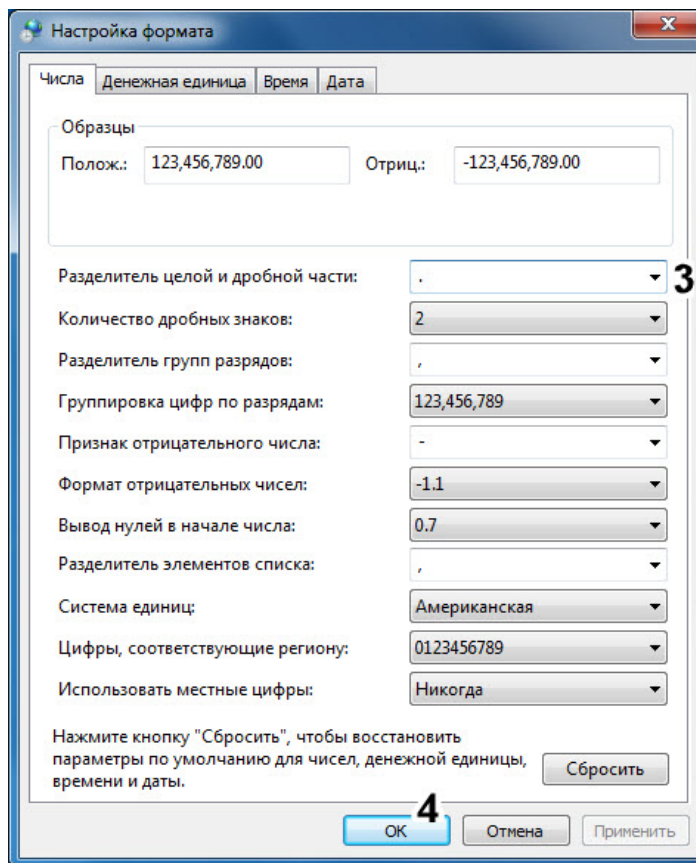 Настройка формата
Числа Денежная единица Время Дата
Образцы
Полож.: 123,456,789.00 Отриц.: -123,456,789.00
Разделитель целой и дробной части: . 3
Количество дробных знаков: 2
Разделитель групп разрядов: ,
Группировка цифр по разрядам: 123,456,789
Признак отрицательного числа: -
Формат отрицательных чисел: -1.1
Вывод нулей в начале числа: 0.7
Разделитель элементов списка: ,
Система единиц: Американская
Цифры, соответствующие региону: 0123456789
Использовать местные цифры: Никогда
Нажмите кнопку "Сбросить", чтобы восстановить
параметры по умолчанию для чисел, денежной единицы,
времени и даты.
Сбросить
4
ОК Отмена Применить